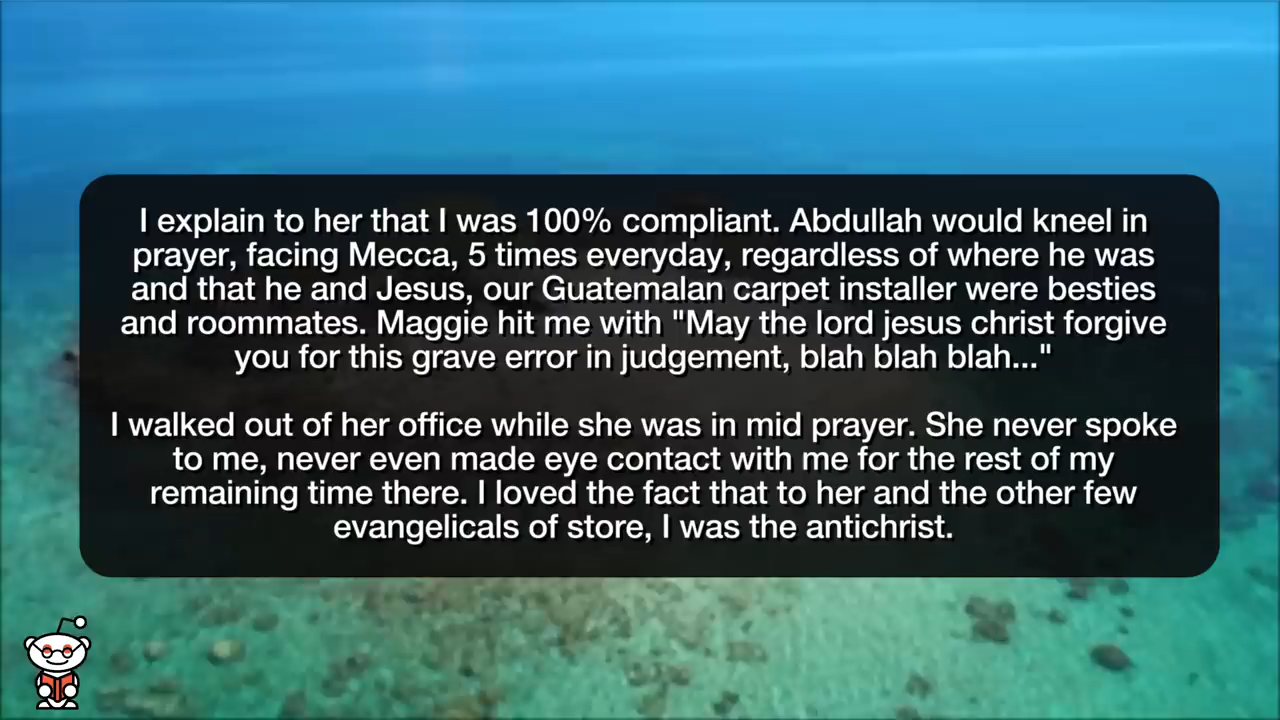 I explain to her that I was 100% compliant. Abdullah would kneel in
prayer, facing Mecca, 5 times everyday, regardless of where he was
and that he and Jesus, our Guatemalan carpet installer were besties
and roommates. Maggie hit me with "May the lord jesus christ forgive
you for this grave error in judgement, blah blah blah..."
I walked out of her office while she was in mid prayer. She never spoke
to me, never even made eye contact with me for the rest of my
remaining time there. I loved the fact that to her and the other few
evangelicals of store, I was the antichrist.